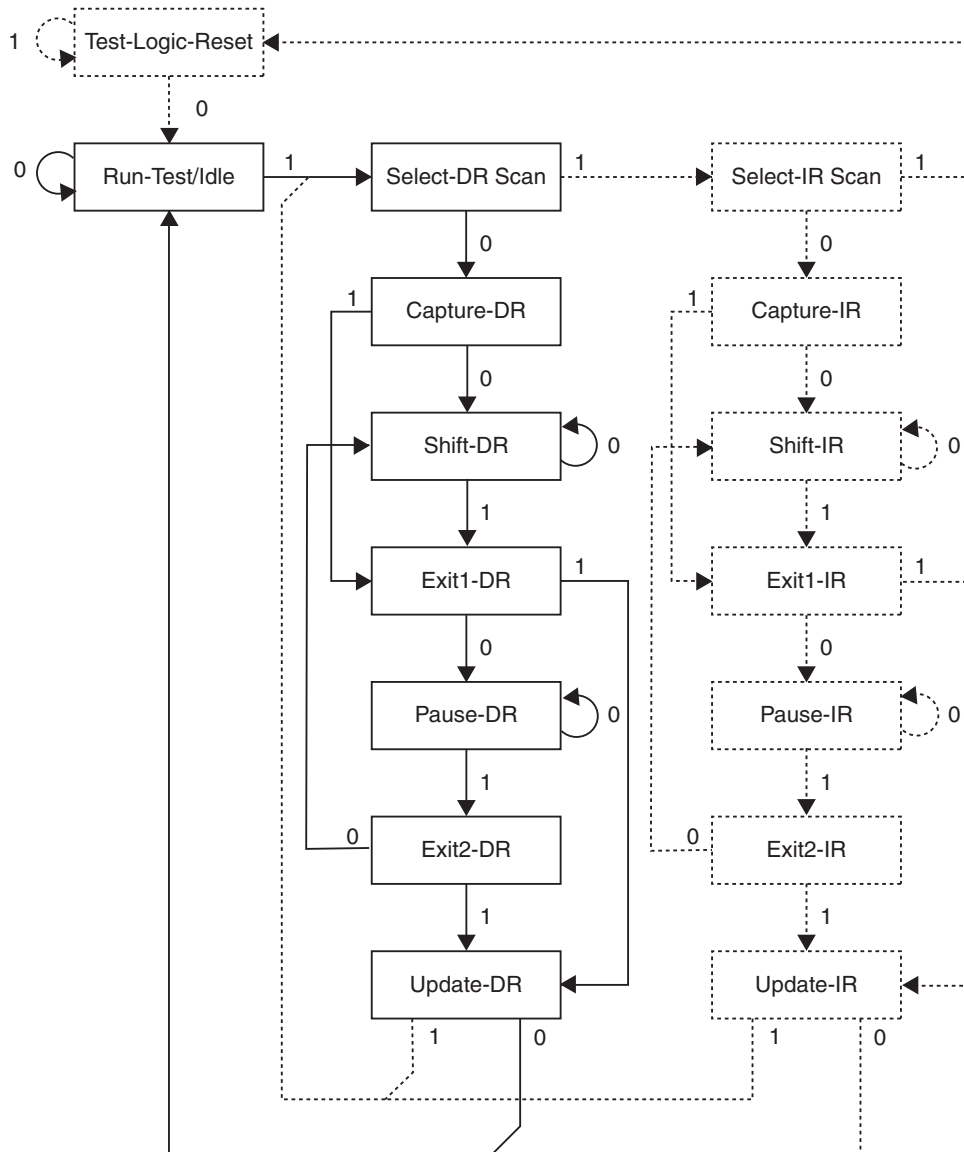 1
Test-Logic-Reset
0
0
Run-Test/Idle
1
Select-DR Scan
1
Select-IR Scan
1
0
0
1
Capture-DR
1
Capture-IR
0
0
Shift-DR
0
Shift-IR
0
1
1
Exit1-DR
1
Exit1-IR
1
0
0
Pause-DR
0
Pause-IR
0
1
1
0
Exit2-DR
0
Exit2-IR
1
1
Update-DR
Update-IR
1
0
1
0